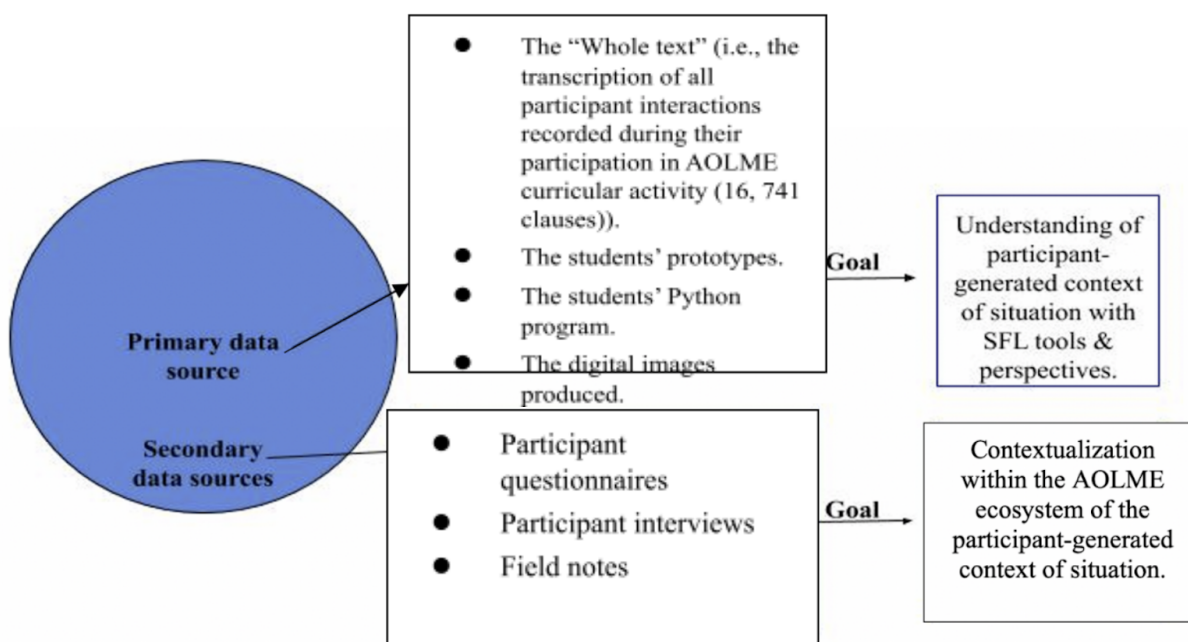 ● The “Whole text” (i.e., the
transcription of all
participant interactions
recorded during their
participation in AOLME
curricular activity (16, 741
clauses)).
● The students’ prototypes.
● The students’ Python
program.
● The digital images
produced.
Goal
Understanding of
participant-
generated context
of situation with
SFL tools &
perspectives.
Primary data
source
Secondary
data sources
● Participant
questionnaires
● Participant interviews
● Field notes
Goal
Contextualization
within the AOLME
ecosystem of the
participant-generated
context of situation.